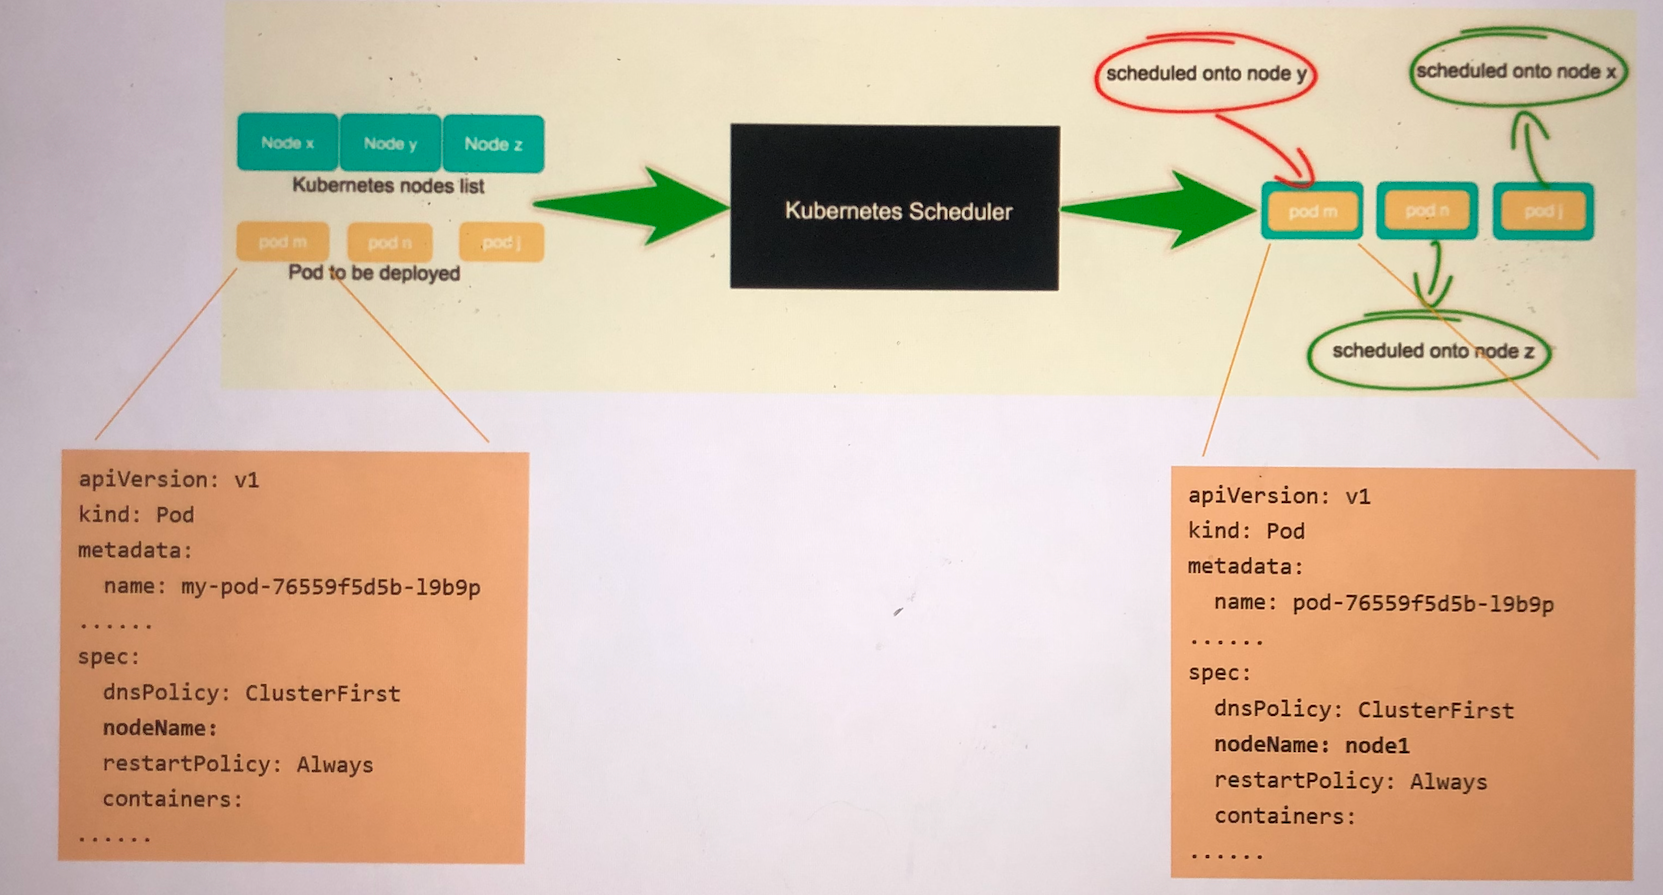 scheduled onto node y
scheduled onto node x
Node x
Node y
Node z
Kubernetes nodes list
pod m
pod n
pod j
Pod to be deployed
Kubernetes Scheduler
pod m
pod n
pod j
scheduled onto node z
apiVersion: v1
kind: Pod
metadata:
name: my-pod-76559f5d5b-l9b9p
......
spec:
dnsPolicy: ClusterFirst
nodeName:
restartPolicy: Always
containers:
......
apiVersion: v1
kind: Pod
metadata:
name: pod-76559f5d5b-l9b9p
......
spec:
dnsPolicy: ClusterFirst
nodeName: node1
restartPolicy: Always
containers:
......